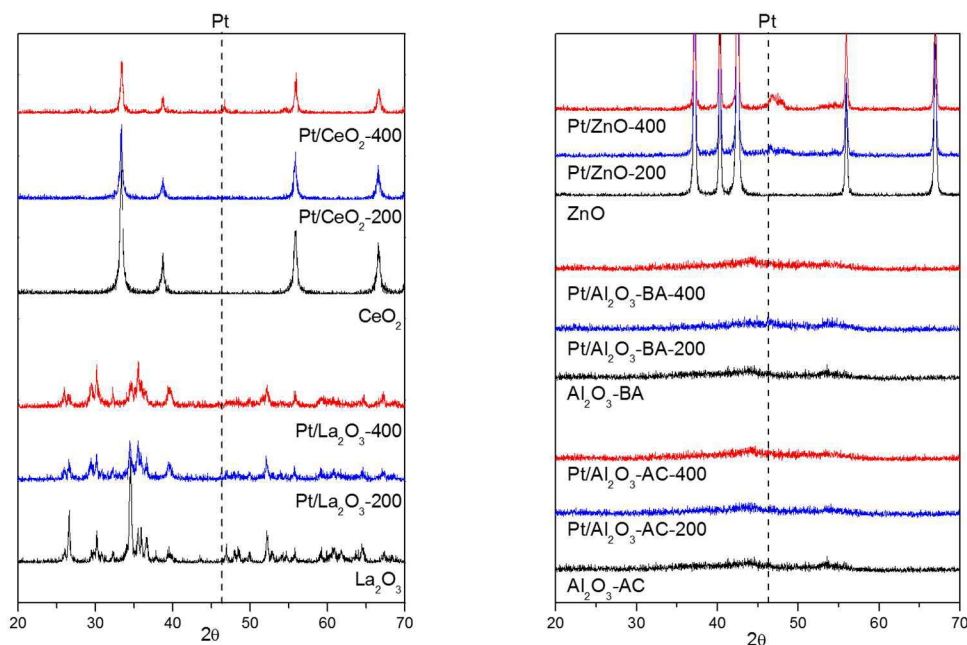 Pt
Pt/CeO₂-400
Pt/CeO₂-200
CeO₂
Pt/La₂O₃-400
Pt/La₂O₃-200
La₂O₃
20 30 40 50 60 70
2θ
Pt
Pt/ZnO-400
Pt/ZnO-200
ZnO
Pt/Al₂O₃-BA-400
Pt/Al₂O₃-BA-200
Al₂O₃-BA
Pt/Al₂O₃-AC-400
Pt/Al₂O₃-AC-200
Al₂O₃-AC
20 30 40 50 60 70
2θ